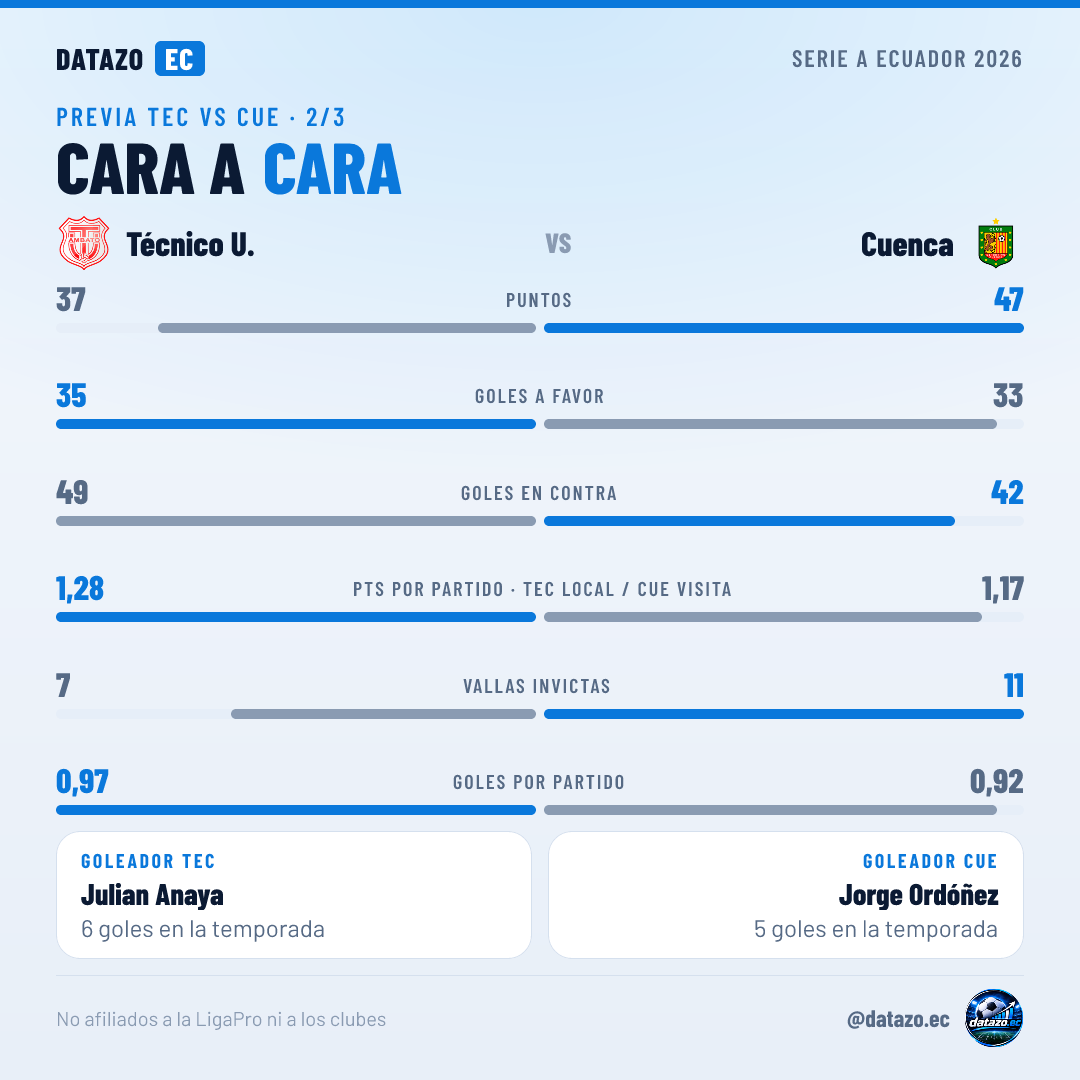 DATAZO EC
SERIE A ECUADOR 2026
PREVIA TEC VS CUE · 2/3
CARA A CARA
AMBATO
Técnico U. VS Cuenca
CLUB
37 PUNTOS 47
35 GOLES A FAVOR 33
49 GOLES EN CONTRA 42
1,28 PTS POR PARTIDO · TEC LOCAL / CUE VISITA 1,17
7 VALLAS INVICTAS 11
0,97 GOLES POR PARTIDO 0,92
GOLEADOR TEC
Julian Anaya
6 goles en la temporada
GOLEADOR CUE
Jorge Ordóñez
5 goles en la temporada
No afiliados a la LigaPro ni a los clubes
@datazo.ec
datazo.ec